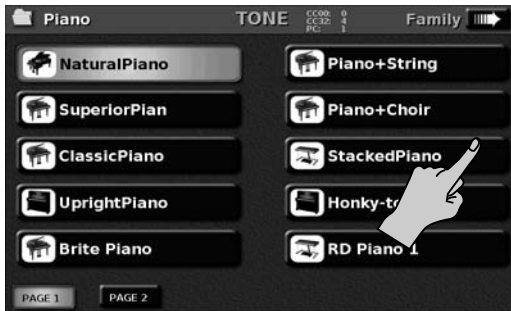 Piano TONE CC00: 0 Family
CC32: 4
PC: 1
NaturalPiano
SuperiorPian
ClassicPiano
UprightPiano
Brite Piano
Piano+String
Piano+Choir
StackedPiano
RD Piano 1
PAGE 1 PAGE 2